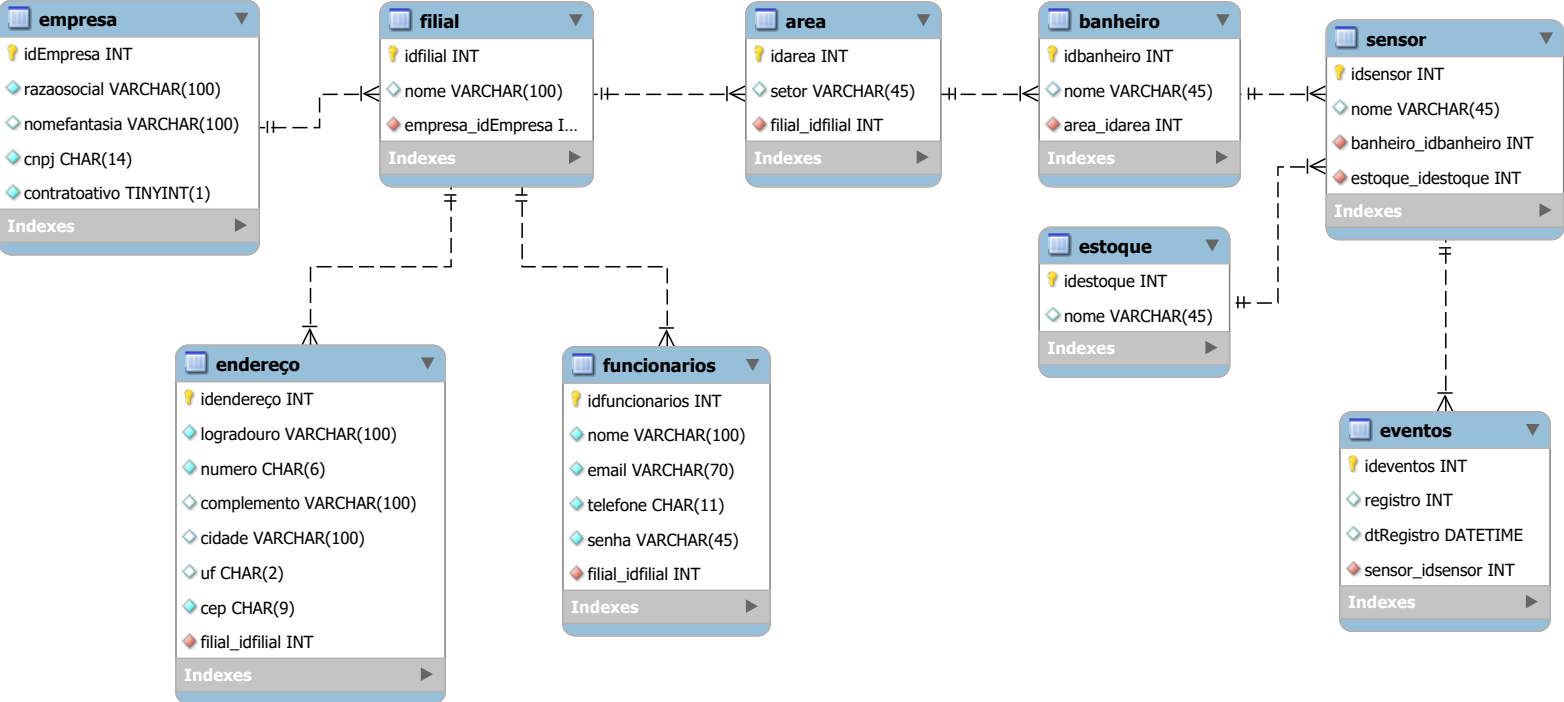 empresa
idEmpresa INT
razaosocial VARCHAR(100)
nomefantasia VARCHAR(100)
cnpj CHAR(14)
contratoativo TINYINT(1)
Indexes
filial
idfilial INT
nome VARCHAR(100)
empresa_idEmpresa I...
Indexes
area
idarea INT
setor VARCHAR(45)
filial_idfilial INT
Indexes
banheiro
idbanheiro INT
nome VARCHAR(45)
area_idarea INT
Indexes
sensor
idsensor INT
nome VARCHAR(45)
banheiro_idbanheiro INT
estoque_idestoque INT
Indexes
estoque
idestoque INT
nome VARCHAR(45)
Indexes
endereço
idendereço INT
logradouro VARCHAR(100)
numero CHAR(6)
complemento VARCHAR(100)
cidade VARCHAR(100)
uf CHAR(2)
cep CHAR(9)
filial_idfilial INT
Indexes
funcionarios
idfuncionarios INT
nome VARCHAR(100)
email VARCHAR(70)
telefone CHAR(11)
senha VARCHAR(45)
filial_idfilial INT
Indexes
eventos
ideventos INT
registro INT
dtRegistro DATETIME
sensor_idsensor INT
Indexes